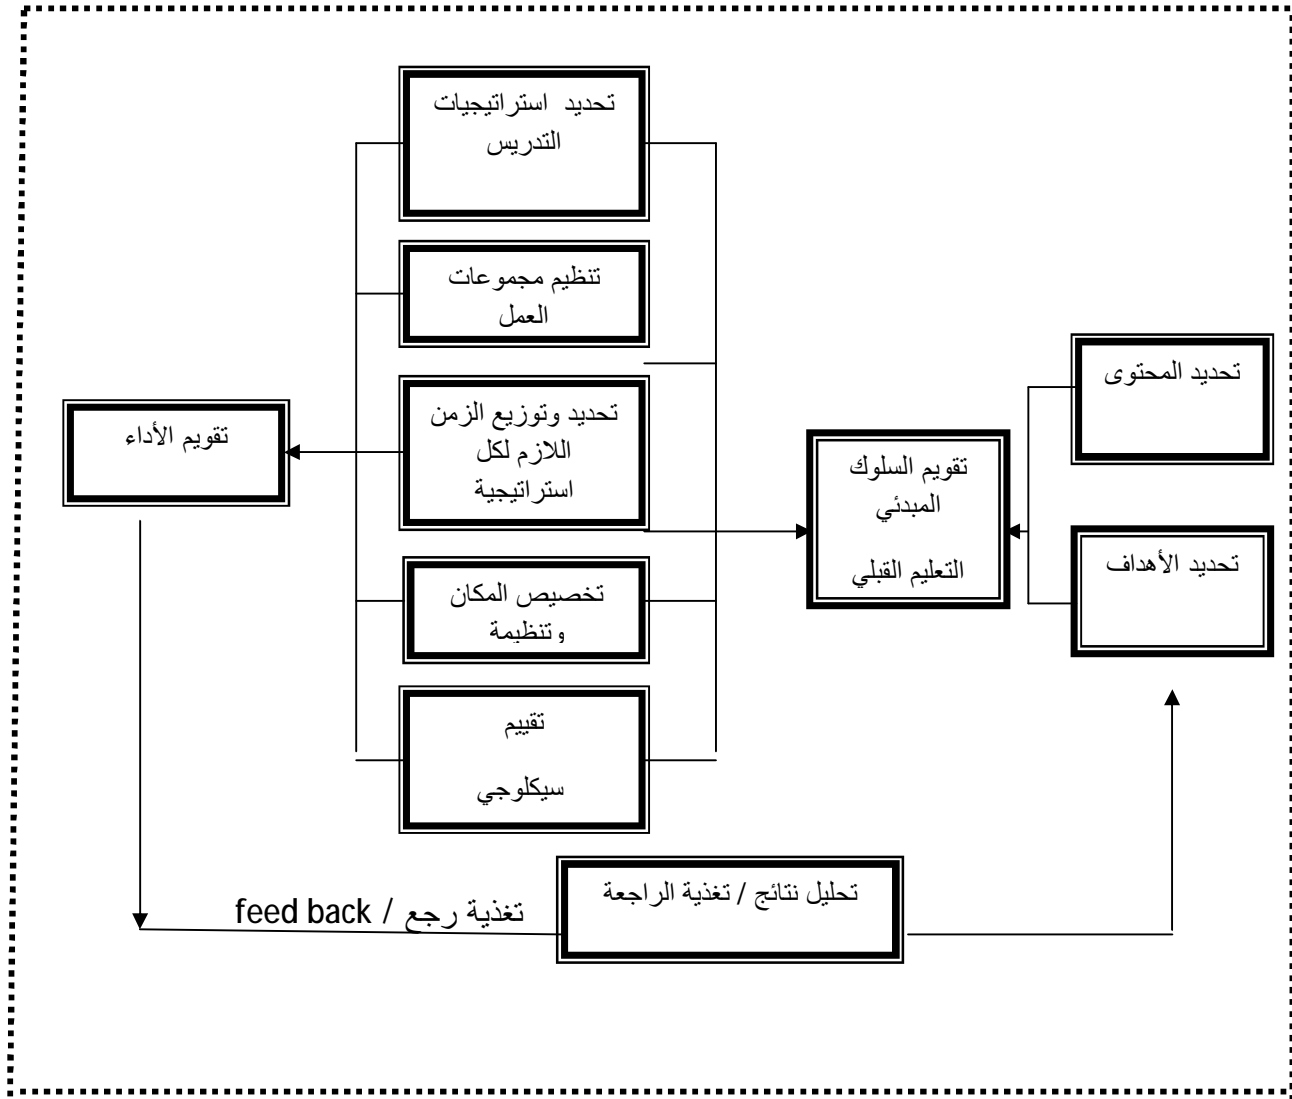 تحديد المحتوى
تحديد الأهداف
تقويم السلوك
المبدئي
التعليم القبلي
تحديد استراتيجيات
التدريس
تنظيم مجموعات
العمل
تحديد وتوزيع الزمن
اللازم لكل
استراتيجية
تخصيص المكان
وتنظيمة
تقييم
سيكلوجي
تقويم الأداء
تحليل نتائج / تغذية الراجعة
تغذية رجع / feed back